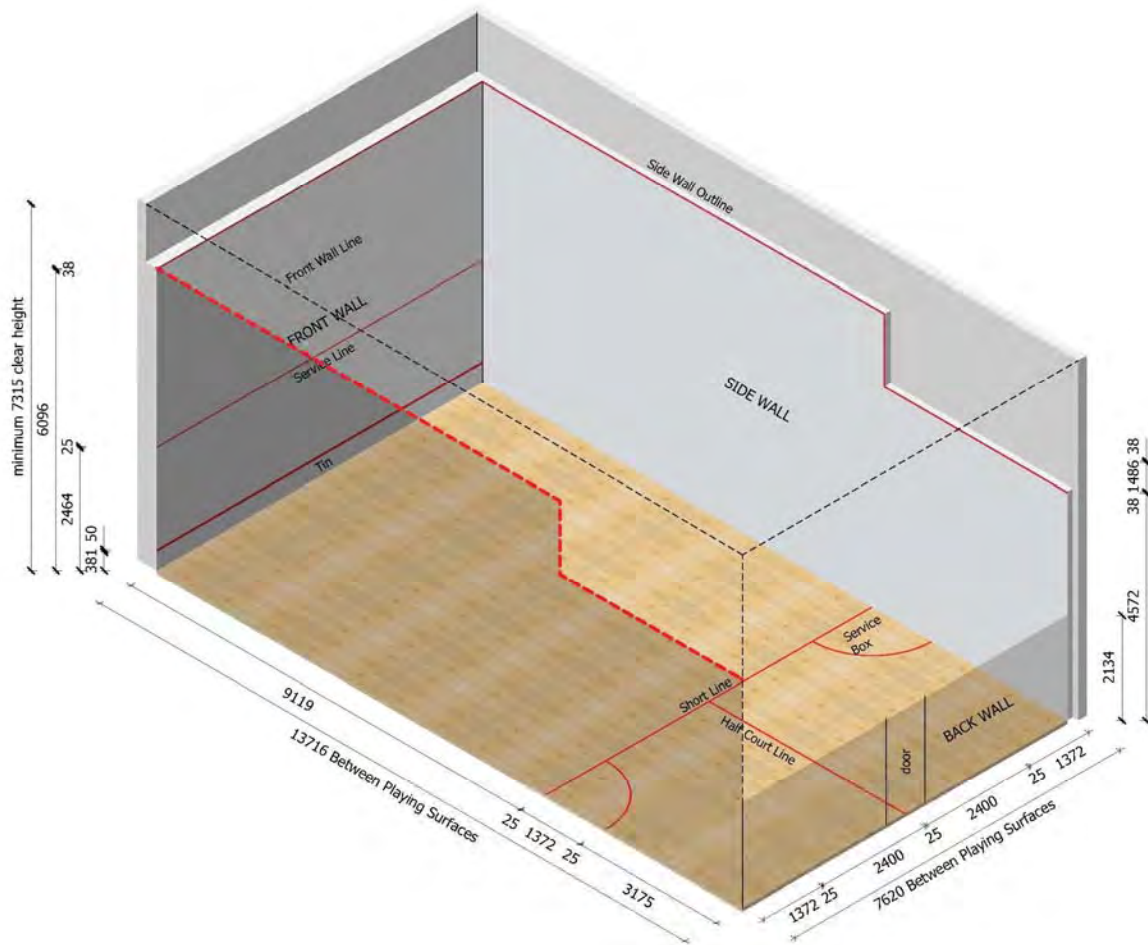 Side Wall Outline
Front Wall Line
FRONT WALL
Service Line
Tin
SIDE WALL
minimum 7315 clear height
6096
38
25
2464
381 50
38 1486 38
4572
2134
Service
Box
Short Line
Half Court Line
door
BACK WALL
9119
13716 Between Playing Surfaces
25 1372 25
3175
1372 25
2400
25
2400
25
1372
7620 Between Playing Surfaces